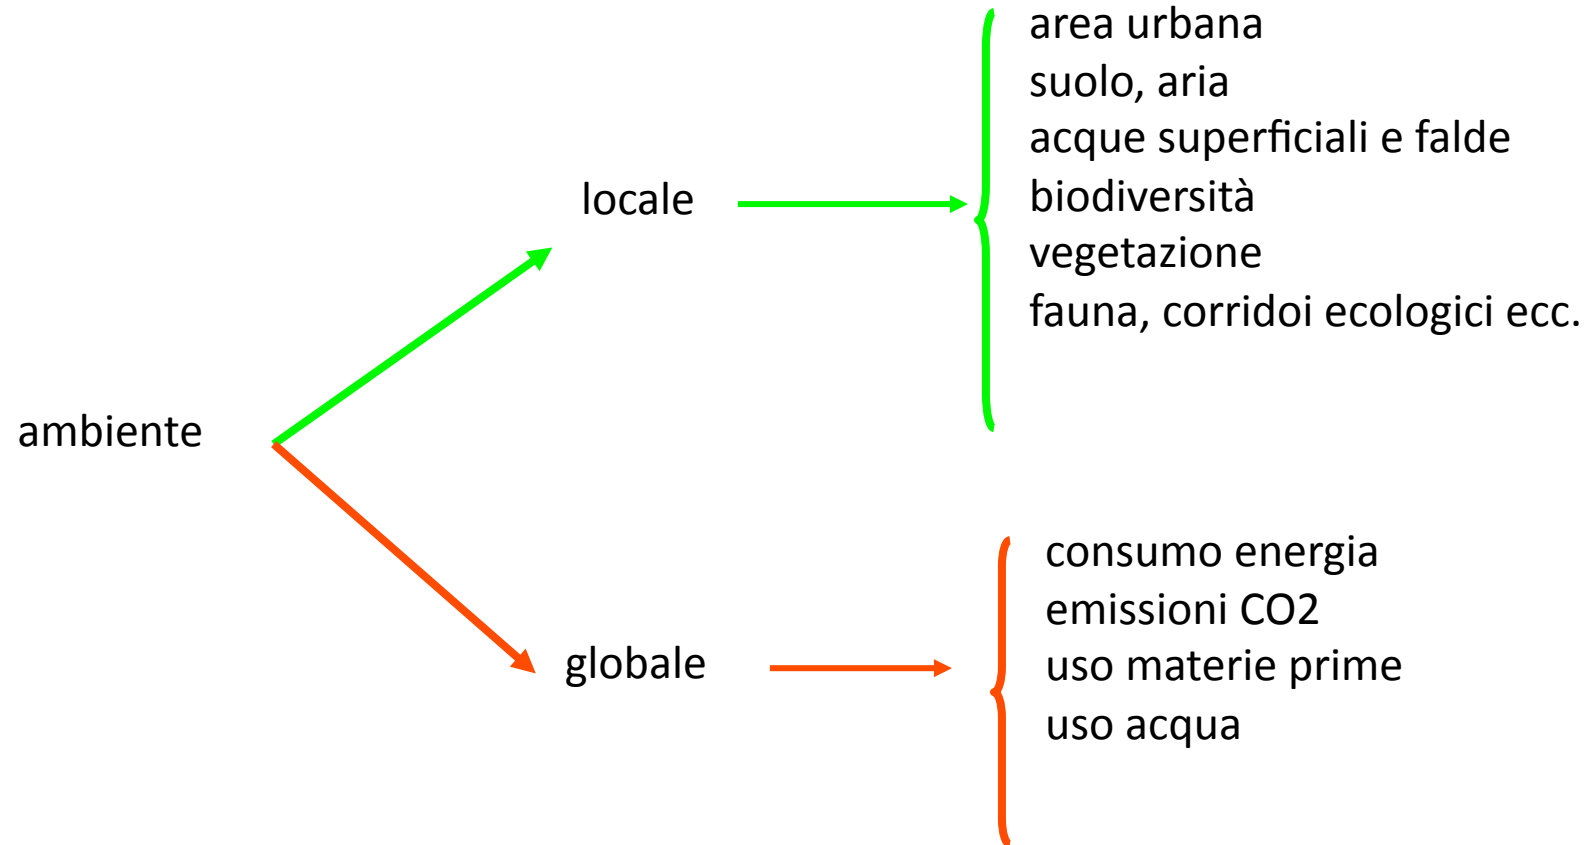 area urbana
suolo, aria
acque superficiali e falde
locale
biodiversità
vegetazione
fauna, corridoi ecologici ecc.
ambiente
consumo energia
emissioni CO2
globale
uso materie prime
uso acqua